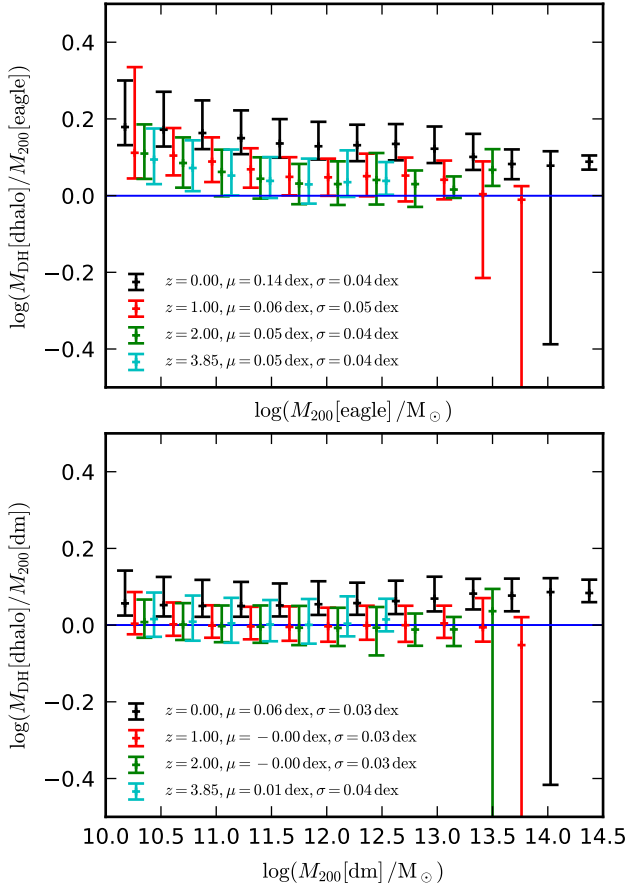 0.4
0.2
0.0
−0.2
−0.4
log(M_DH[dhalo]/M_200[eagle])
z = 0.00, μ = 0.14 dex, σ = 0.04 dex
z = 1.00, μ = 0.06 dex, σ = 0.05 dex
z = 2.00, μ = 0.05 dex, σ = 0.04 dex
z = 3.85, μ = 0.05 dex, σ = 0.04 dex
log(M_200[eagle]/M_⊙)
0.4
0.2
0.0
−0.2
−0.4
log(M_DH[dhalo]/M_200[dm])
z = 0.00, μ = 0.06 dex, σ = 0.03 dex
z = 1.00, μ = −0.00 dex, σ = 0.03 dex
z = 2.00, μ = −0.00 dex, σ = 0.03 dex
z = 3.85, μ = 0.01 dex, σ = 0.04 dex
10.0 10.5 11.0 11.5 12.0 12.5 13.0 13.5 14.0 14.5
log(M_200[dm]/M_⊙)